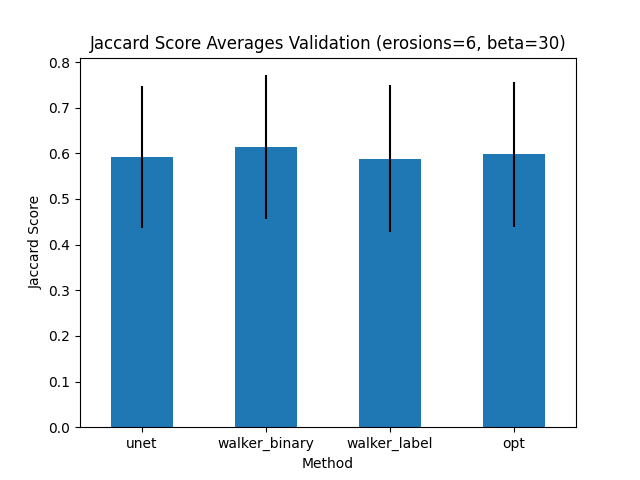 Jaccard Score Averages Validation (erosions=6, beta=30)
0.8
0.7
0.6
0.5
0.4
0.3
0.2
0.1
0.0
Jaccard Score
unet walker_binary walker_label opt
Method